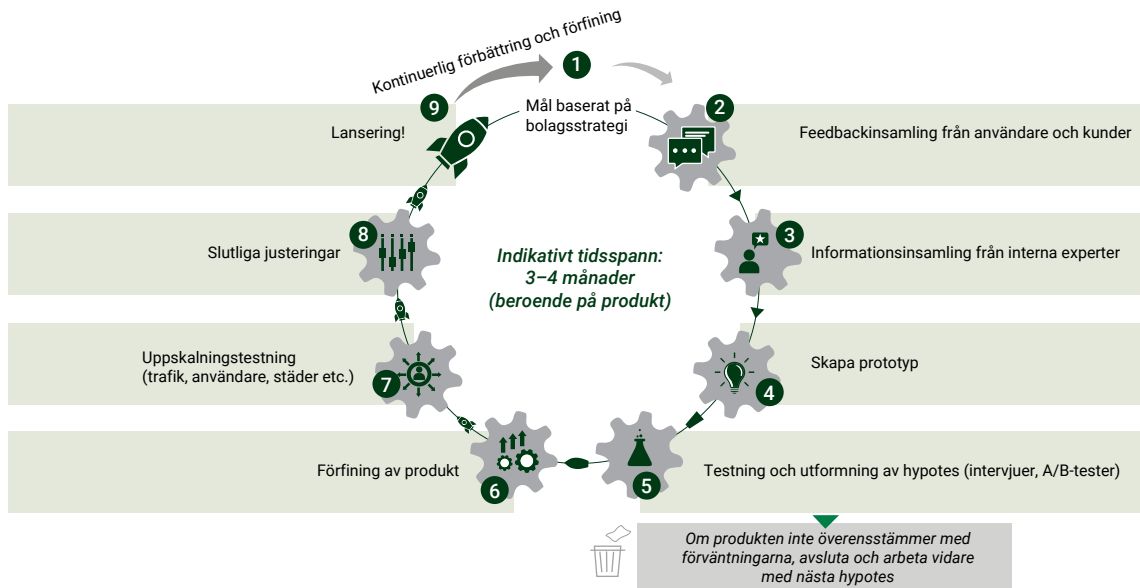 Kontinuerlig förbättring och förfining
1
Mål baserat på
bolagsstrategi
2
Feedbackinsamling från användare och kunder
3
Informationsinsamling från interna experter
4
Skapa prototyp
5
Testning och utformning av hypotes (intervjuer, A/B-tester)
Om produkten inte överensstämmer med
förväntningarna, avsluta och arbeta vidare
med nästa hypotes
6
Förfining av produkt
7
Uppskalningstestning
(trafik, användare, städer etc.)
8
Slutliga justeringar
9
Lansering!
Indikativt tidsspann:
3–4 månader
(beroende på produkt)